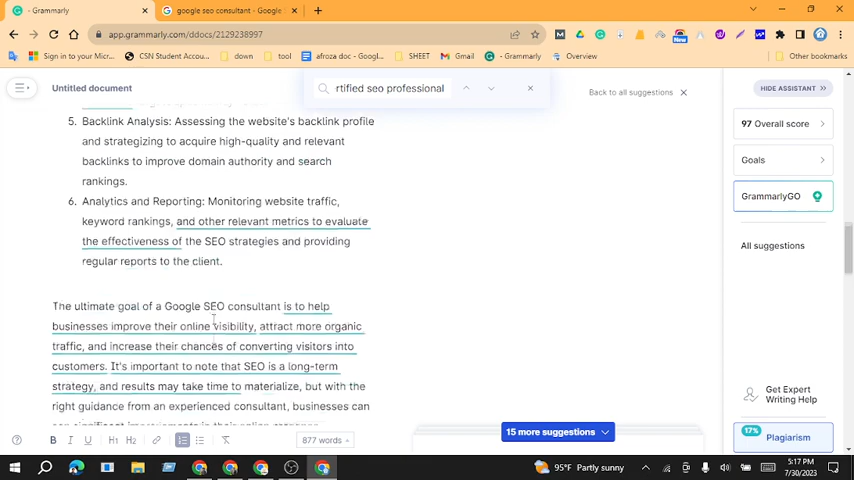 - Grammarly
google seo consultant - Google
app.grammarly.com/ddocs/2129238997
Watch microsoft off...
CSN Student Accou...
down
tool
afroza doc - Googl...
SHEET
Gmail
- Grammarly
Overview
Other bookmarks
New
Untitled document
rtified seo professional
Back to all suggestions
HIDE ASSISTANT
5. Backlink Analysis: Assessing the website's backlink profile
and strategizing to acquire high-quality and relevant
backlinks to improve domain authority and search
rankings.
6. Analytics and Reporting: Monitoring website traffic,
keyword rankings, and other relevant metrics to evaluate
the effectiveness of the SEO strategies and providing
regular reports to the client.
The ultimate goal of a Google SEO consultant is to help
businesses improve their online visibility, attract more organic
traffic, and increase their chances of converting visitors into
customers. It's important to note that SEO is a long-term
strategy, and results may take time to materialize, but with the
right guidance from an experienced consultant, businesses can
97 Overall score
Goals
GrammarlyGO
All suggestions
Get Expert
Writing Help
17%
Plagiarism
15 more suggestions
B I U H1 H2
877 words
95°F Partly sunny
5:17 PM
7/30/2023